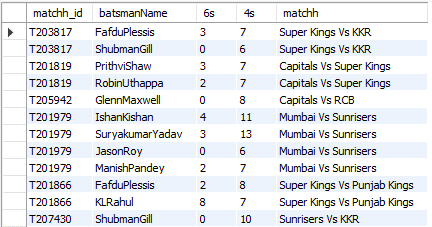 matchh_id batsmanName 6s 4s matchh
T203817 FafduPlessis 3 7 Super Kings Vs KKR
T203817 ShubmanGill 0 6 Super Kings Vs KKR
T201819 PrithviShaw 3 7 Capitals Vs Super Kings
T201819 RobinUthappa 2 7 Capitals Vs Super Kings
T205942 GlennMaxwell 0 8 Capitals Vs RCB
T201979 IshanKishan 4 11 Mumbai Vs Sunrisers
T201979 SuryakumarYadav 3 13 Mumbai Vs Sunrisers
T201979 JasonRoy 0 6 Mumbai Vs Sunrisers
T201979 ManishPandey 2 7 Mumbai Vs Sunrisers
T201866 FafduPlessis 2 8 Super Kings Vs Punjab Kings
T201866 KLRahul 8 7 Super Kings Vs Punjab Kings
T207430 ShubmanGill 0 10 Sunrisers Vs KKR